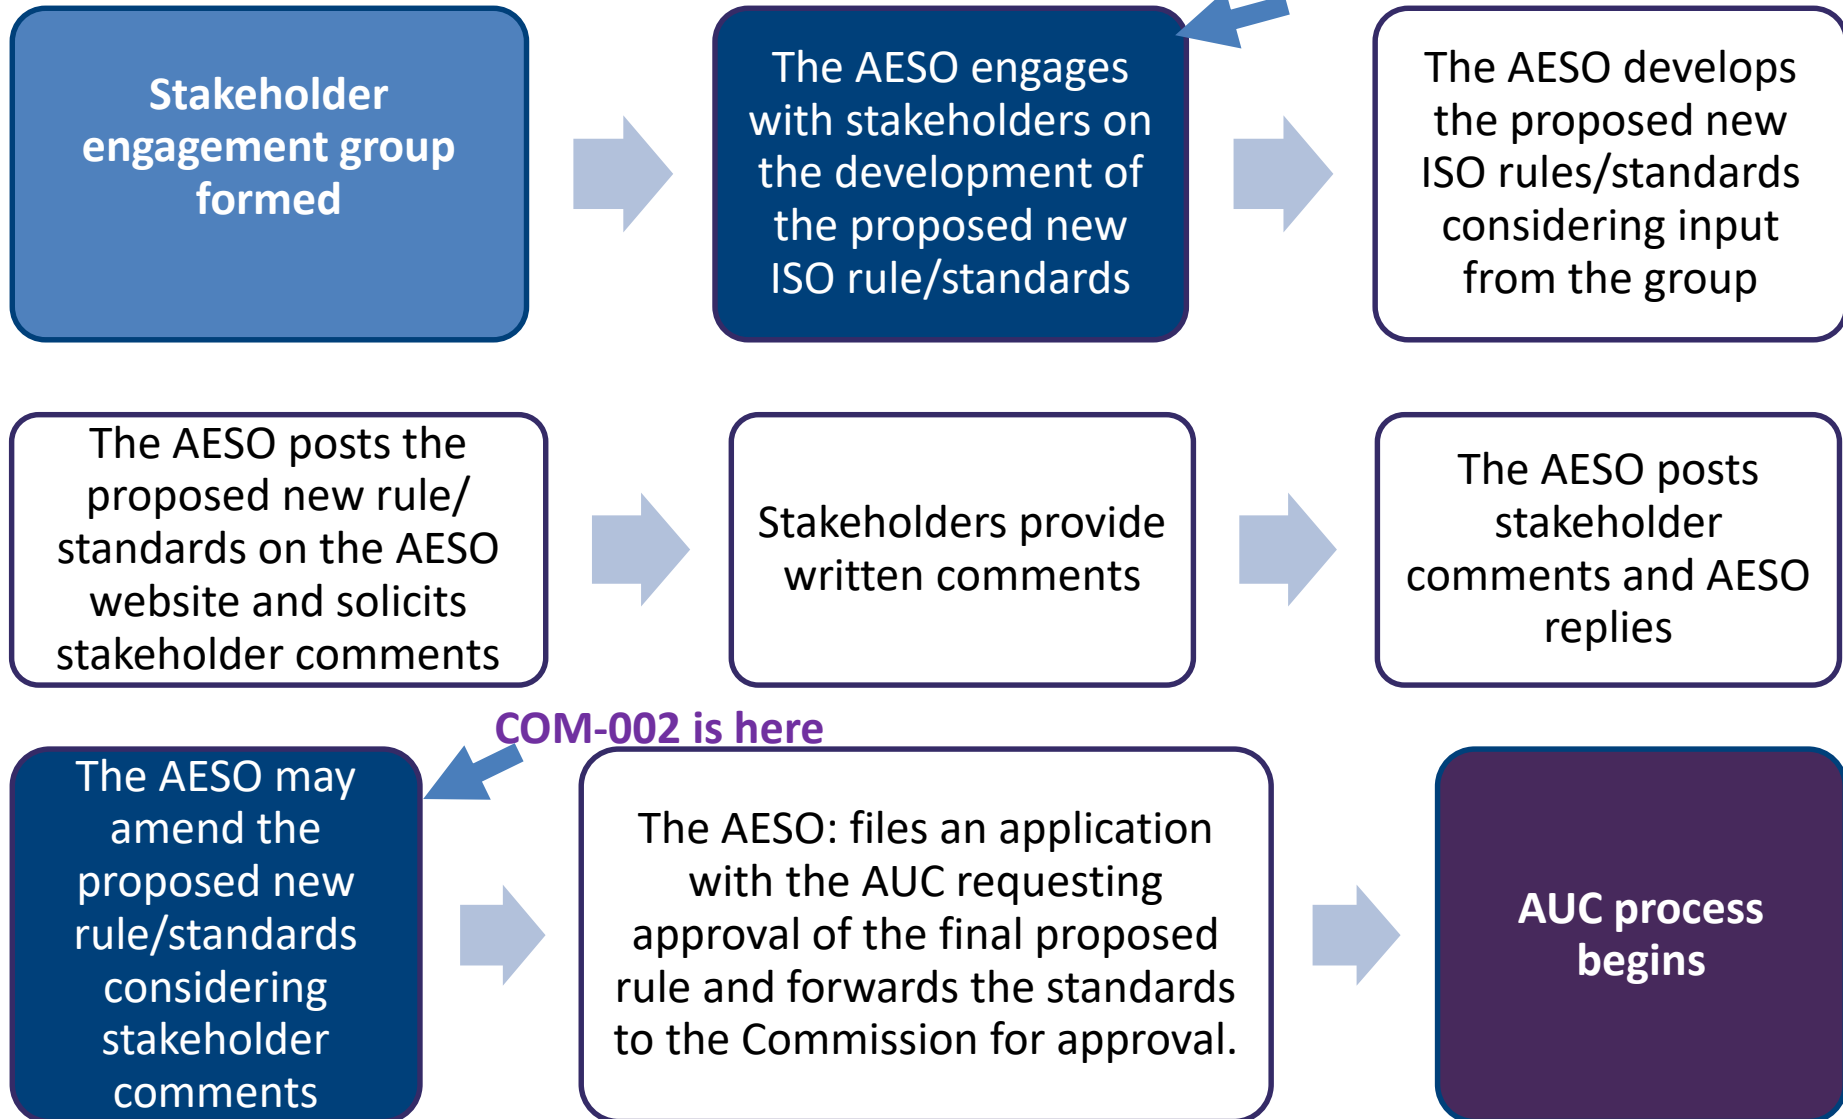 Stakeholder
engagement group
formed
The AESO engages
with stakeholders on
the development of
the proposed new
ISO rule/standards
The AESO develops
the proposed new
ISO rules/standards
considering input
from the group
The AESO posts the
proposed new rule/
standards on the AESO
website and solicits
stakeholder comments
Stakeholders provide
written comments
The AESO posts
stakeholder
comments and AESO
replies
COM-002 is here
The AESO may
amend the
proposed new
rule/standards
considering
stakeholder
comments
The AESO: files an application
with the AUC requesting
approval of the final proposed
rule and forwards the standards
to the Commission for approval.
AUC process
begins